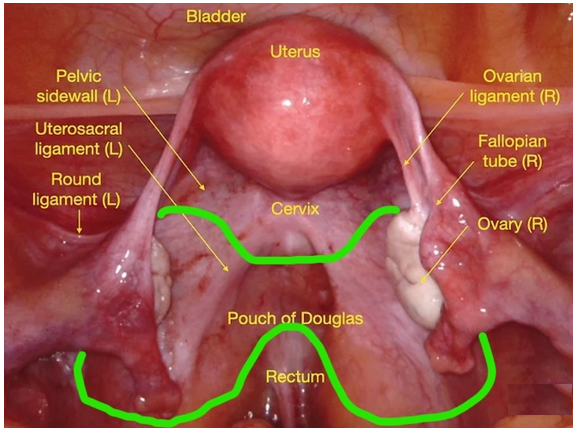 Bladder
Uterus
Pelvic
sidewall (L)
Uterosacral
ligament (L)
Round
ligament (L)
Ovarian
ligament (R)
Fallopian
tube (R)
Ovary (R)
Cervix
Pouch of Douglas
Rectum